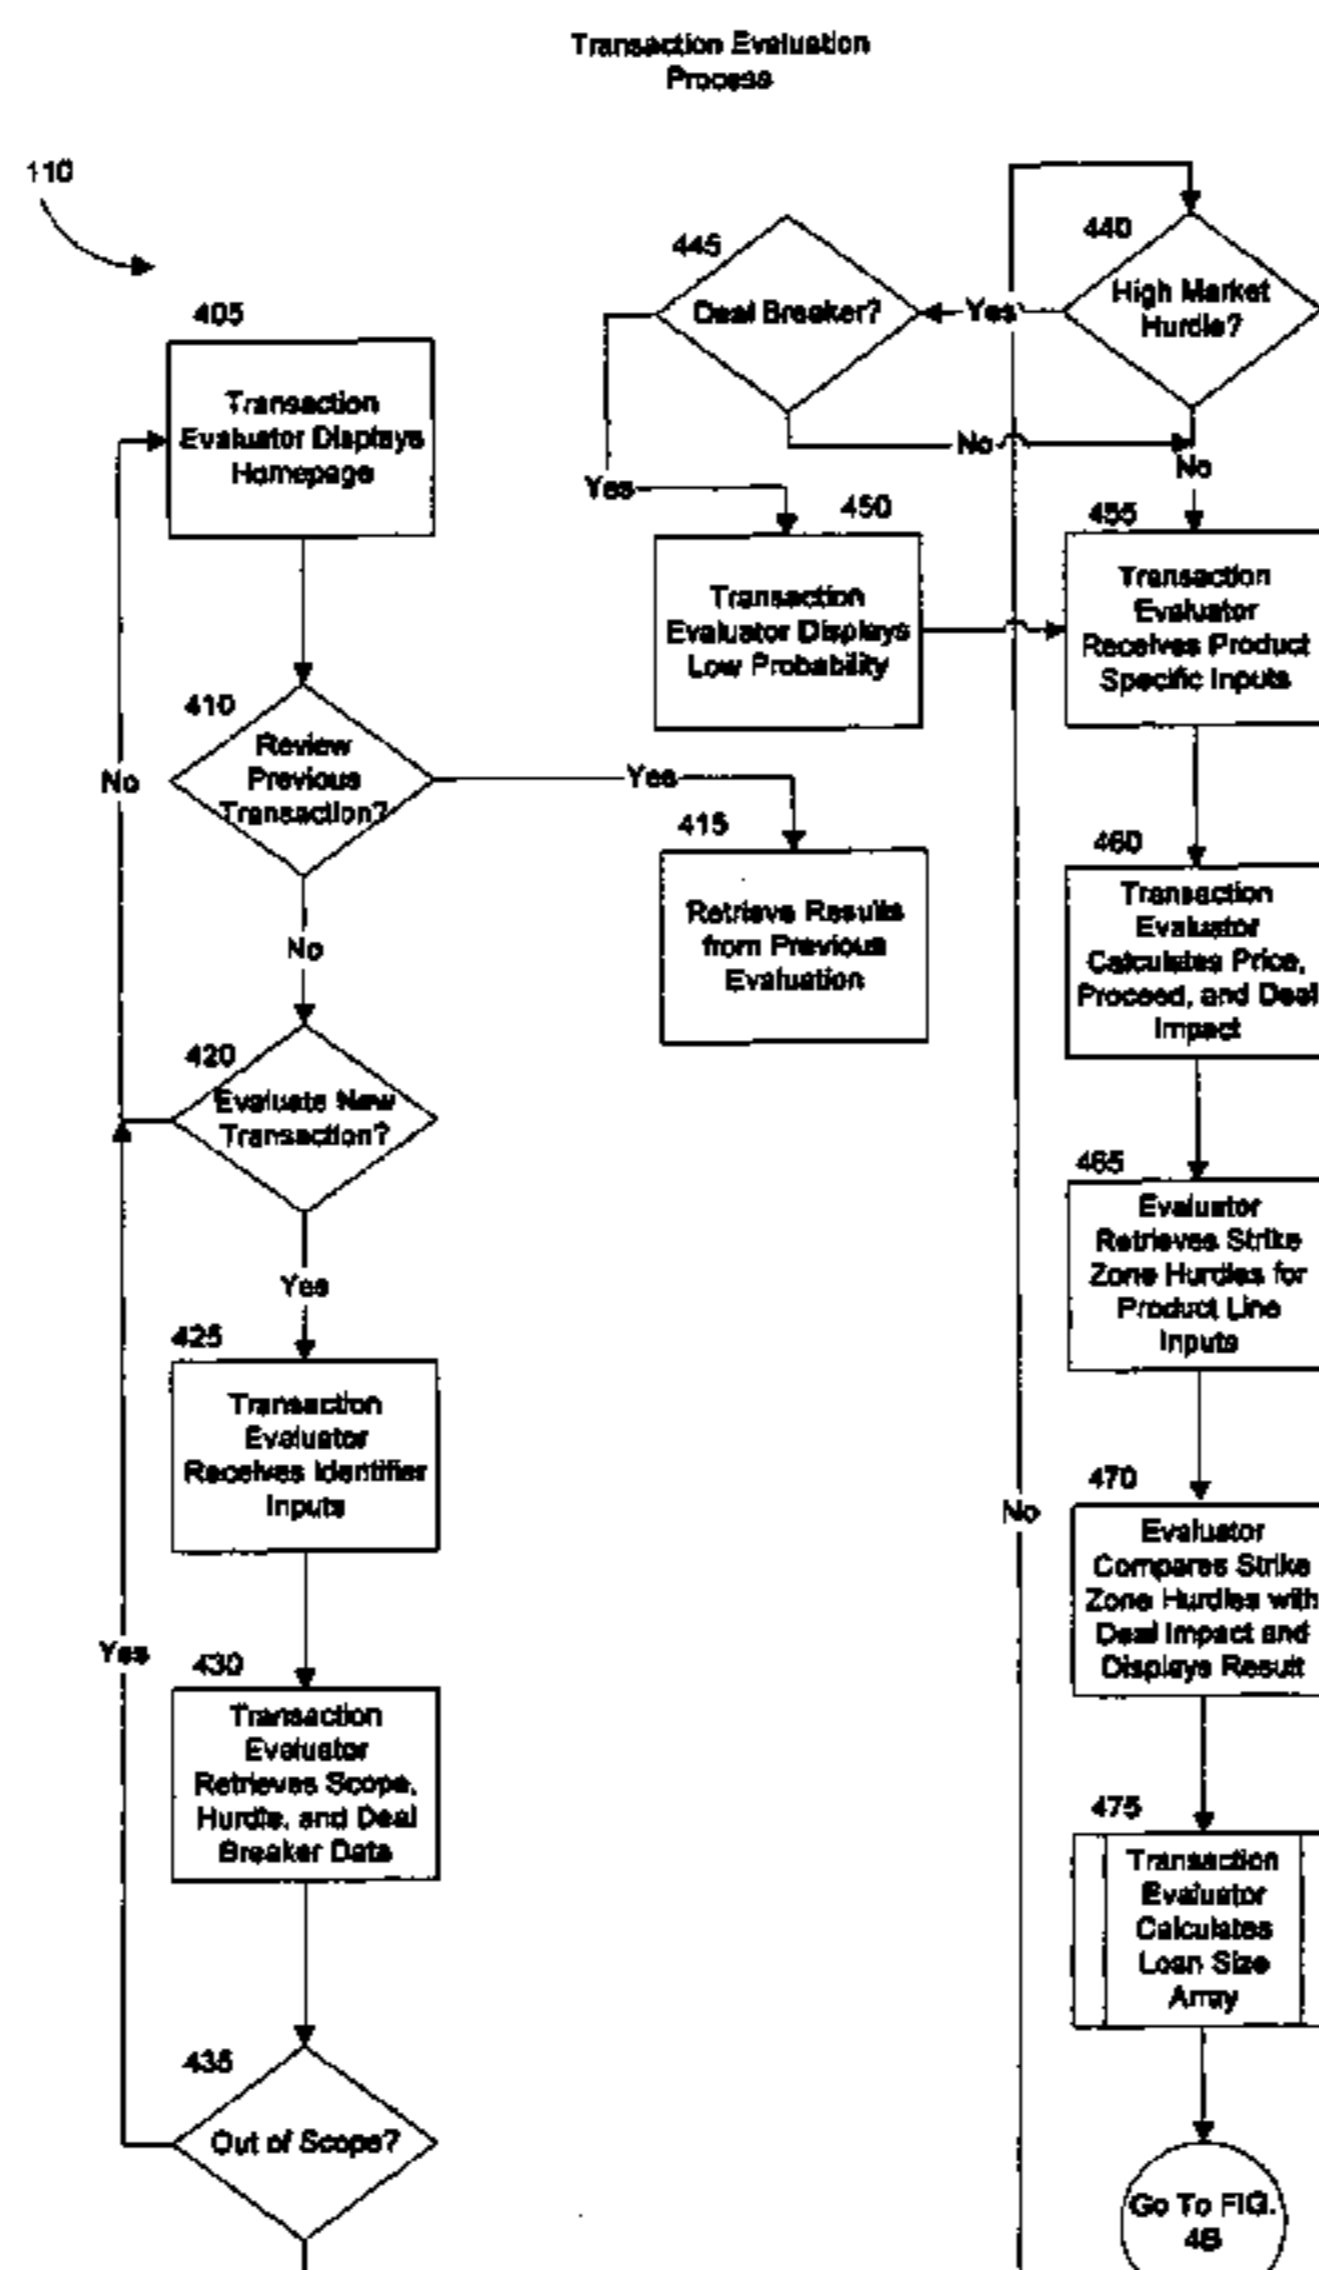 Transaction Evaluation
Process
110
405
Transaction
Evaluator Displays
Homepage
410
Review
Previous
Transaction?
Yes
No
415
Retrieve Results
from Previous
Evaluation
No
420
Evaluate New
Transaction?
Yes
425
Transaction
Evaluator
Receives Identifier
Inputs
Yes
430
Transaction
Evaluator
Retrieves Scope,
Hurdle, and Deal
Breaker Data
435
Out of Scope?
No
440
High Market
Hurdle?
Yes
445
Deal Breaker?
No
No
Yes
450
Transaction
Evaluator Displays
Low Probability
455
Transaction
Evaluator
Receives Product
Specific Inputs
460
Transaction
Evaluator
Calculates Price,
Proceed, and Deal
Impact
465
Evaluator
Retrieves Strike
Zone Hurdles for
Product Line
Inputs
470
Evaluator
Compares Strike
Zone Hurdles with
Deal Impact and
Displays Result
475
Transaction
Evaluator
Calculates
Loan Size
Array
Go To FIG.
4B